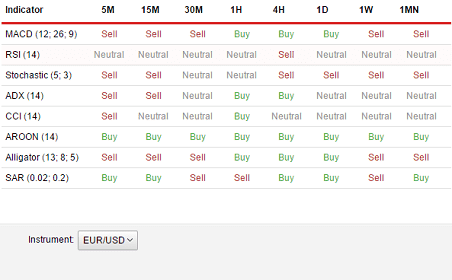 Indicator 5M 15M 30M 1H 4H 1D 1W 1MN
MACD (12; 26; 9) Sell Sell Sell Buy Buy Buy Sell Sell
RSI (14) Neutral Neutral Neutral Neutral Sell Neutral Neutral Neutral
Stochastic (5; 3) Sell Sell Neutral Neutral Sell Sell Sell Sell
ADX (14) Sell Sell Neutral Buy Buy Neutral Neutral Neutral
CCI (14) Sell Neutral Neutral Buy Neutral Neutral Neutral Neutral
AROON (14) Buy Buy Buy Buy Buy Buy Buy Buy
Alligator (13; 8; 5) Sell Sell Sell Buy Buy Buy Sell Sell
SAR (0.02; 0.2) Buy Buy Sell Sell Buy Buy Sell Buy
Instrument: EUR/USD